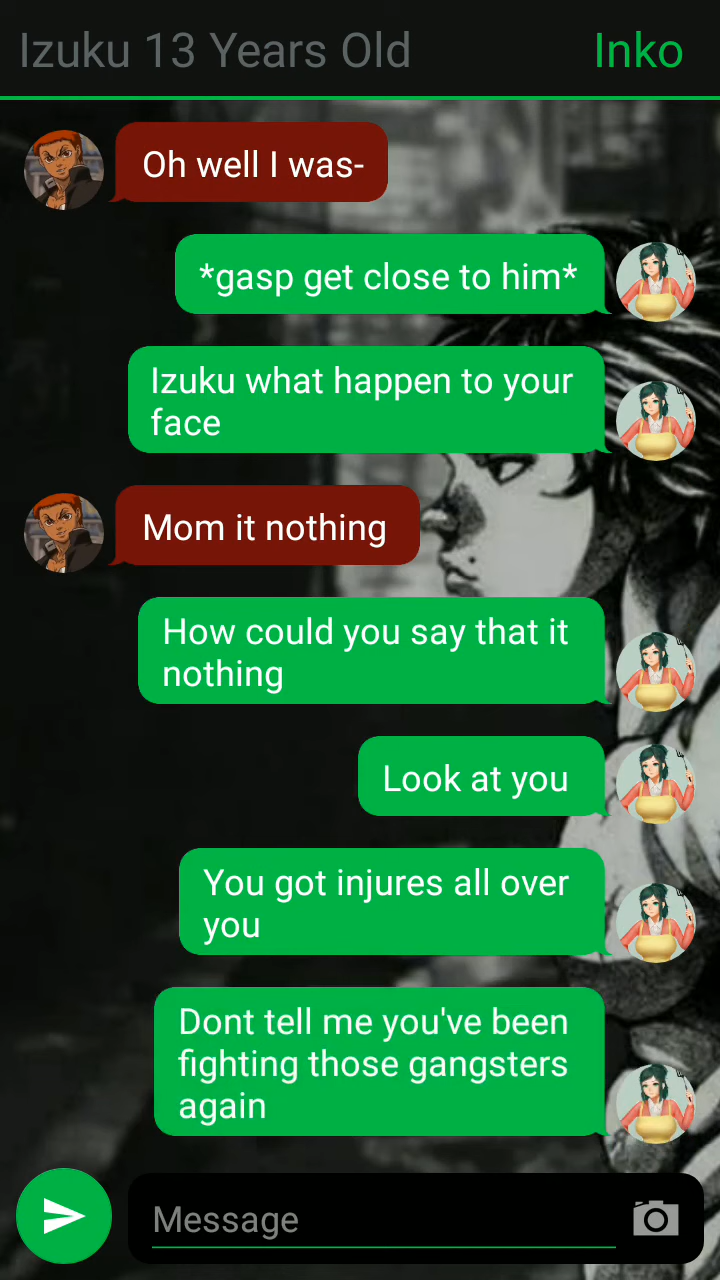 Izuku 13 Years Old Inko
Oh well I was-
*gasp get close to him*
Izuku what happen to your
face
Mom it nothing
How could you say that it
nothing
Look at you
You got injures all over
you
Dont tell me you've been
fighting those gangsters
again
Message